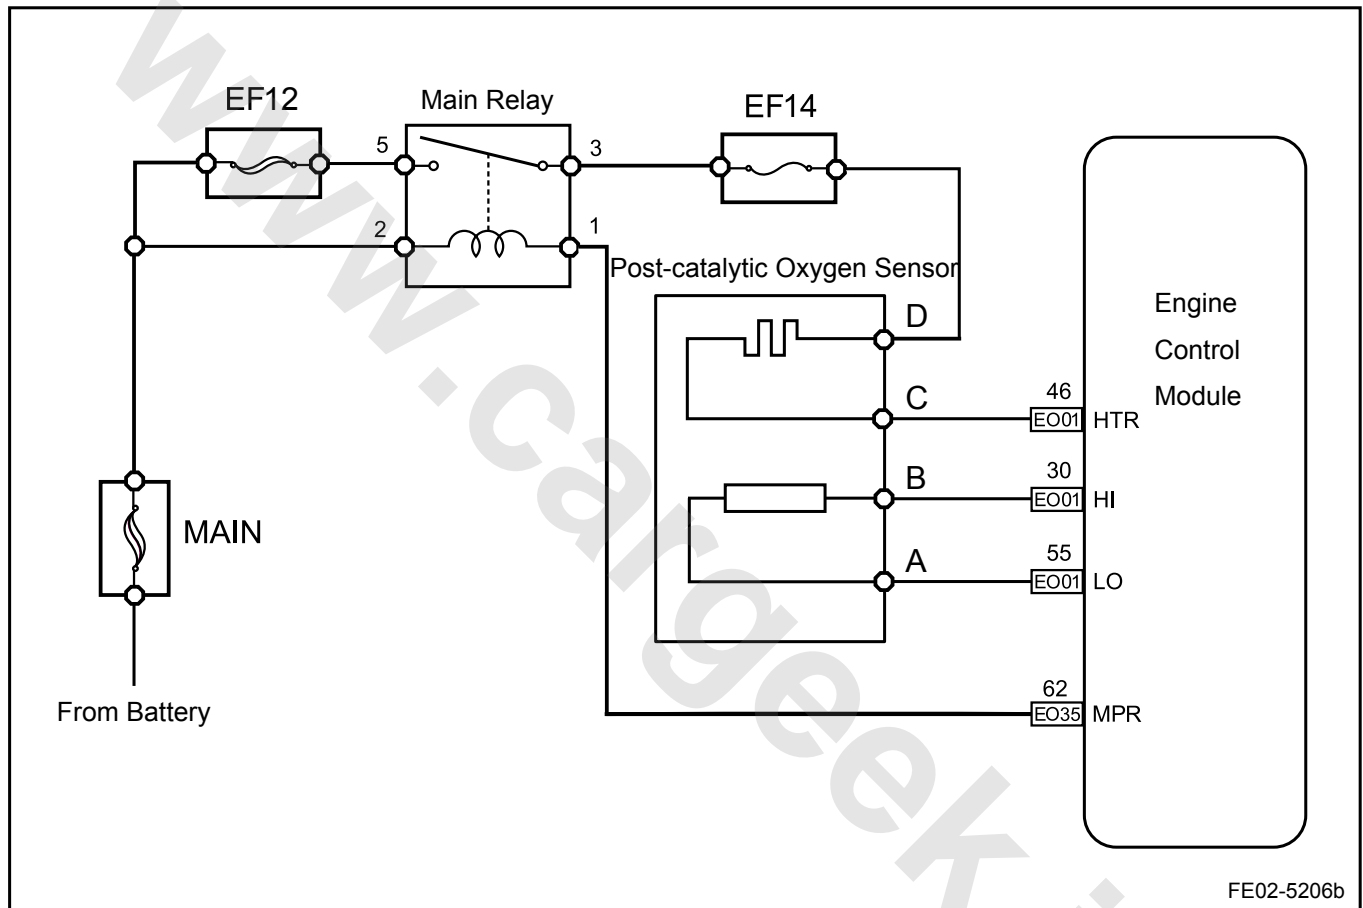 EF12
Main Relay
EF14
5
3
2
1
Post-catalytic Oxygen Sensor
D
Engine
Control
Module
C
46
EO01 HTR
B
30
EO01 HI
MAIN
A
55
EO01 LO
62
EO35 MPR
From Battery
FE02-5206b
www.cargeek.i